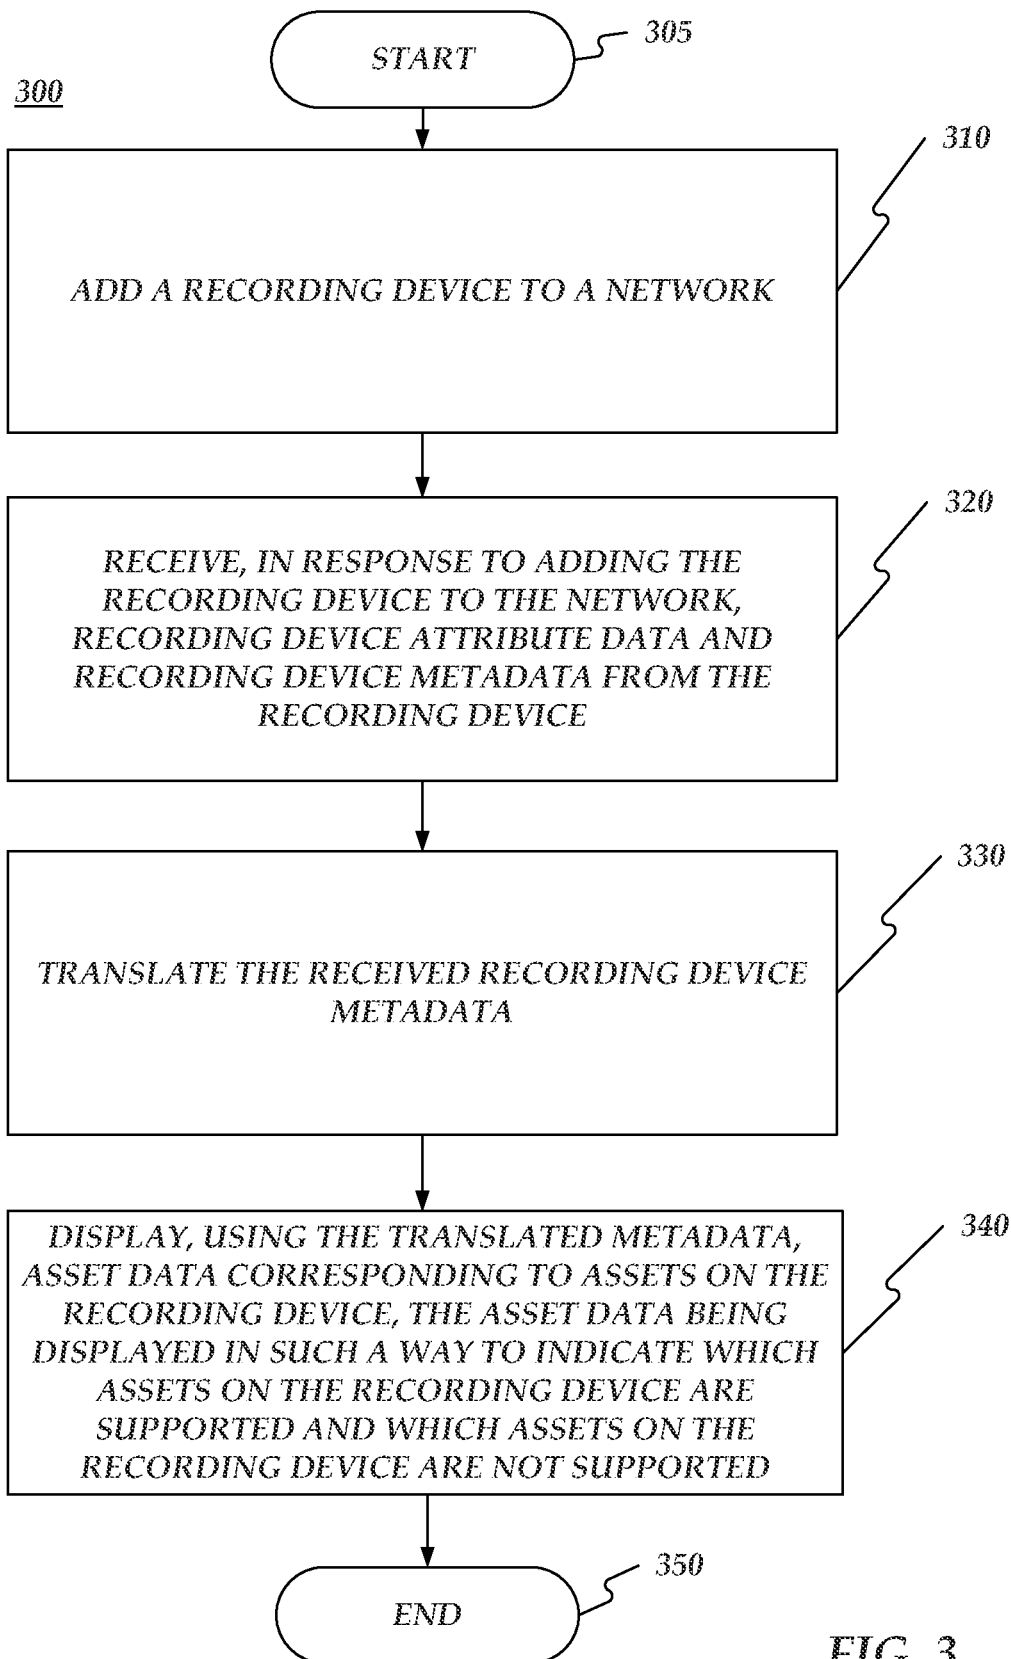 START
305
300
310
ADD A RECORDING DEVICE TO A NETWORK
320
RECEIVE, IN RESPONSE TO ADDING THE
RECORDING DEVICE TO THE NETWORK,
RECORDING DEVICE ATTRIBUTE DATA AND
RECORDING DEVICE METADATA FROM THE
RECORDING DEVICE
330
TRANSLATE THE RECEIVED RECORDING DEVICE
METADATA
340
DISPLAY, USING THE TRANSLATED METADATA,
ASSET DATA CORRESPONDING TO ASSETS ON THE
RECORDING DEVICE, THE ASSET DATA BEING
DISPLAYED IN SUCH A WAY TO INDICATE WHICH
ASSETS ON THE RECORDING DEVICE ARE
SUPPORTED AND WHICH ASSETS ON THE
RECORDING DEVICE ARE NOT SUPPORTED
350
END
FIG. 3